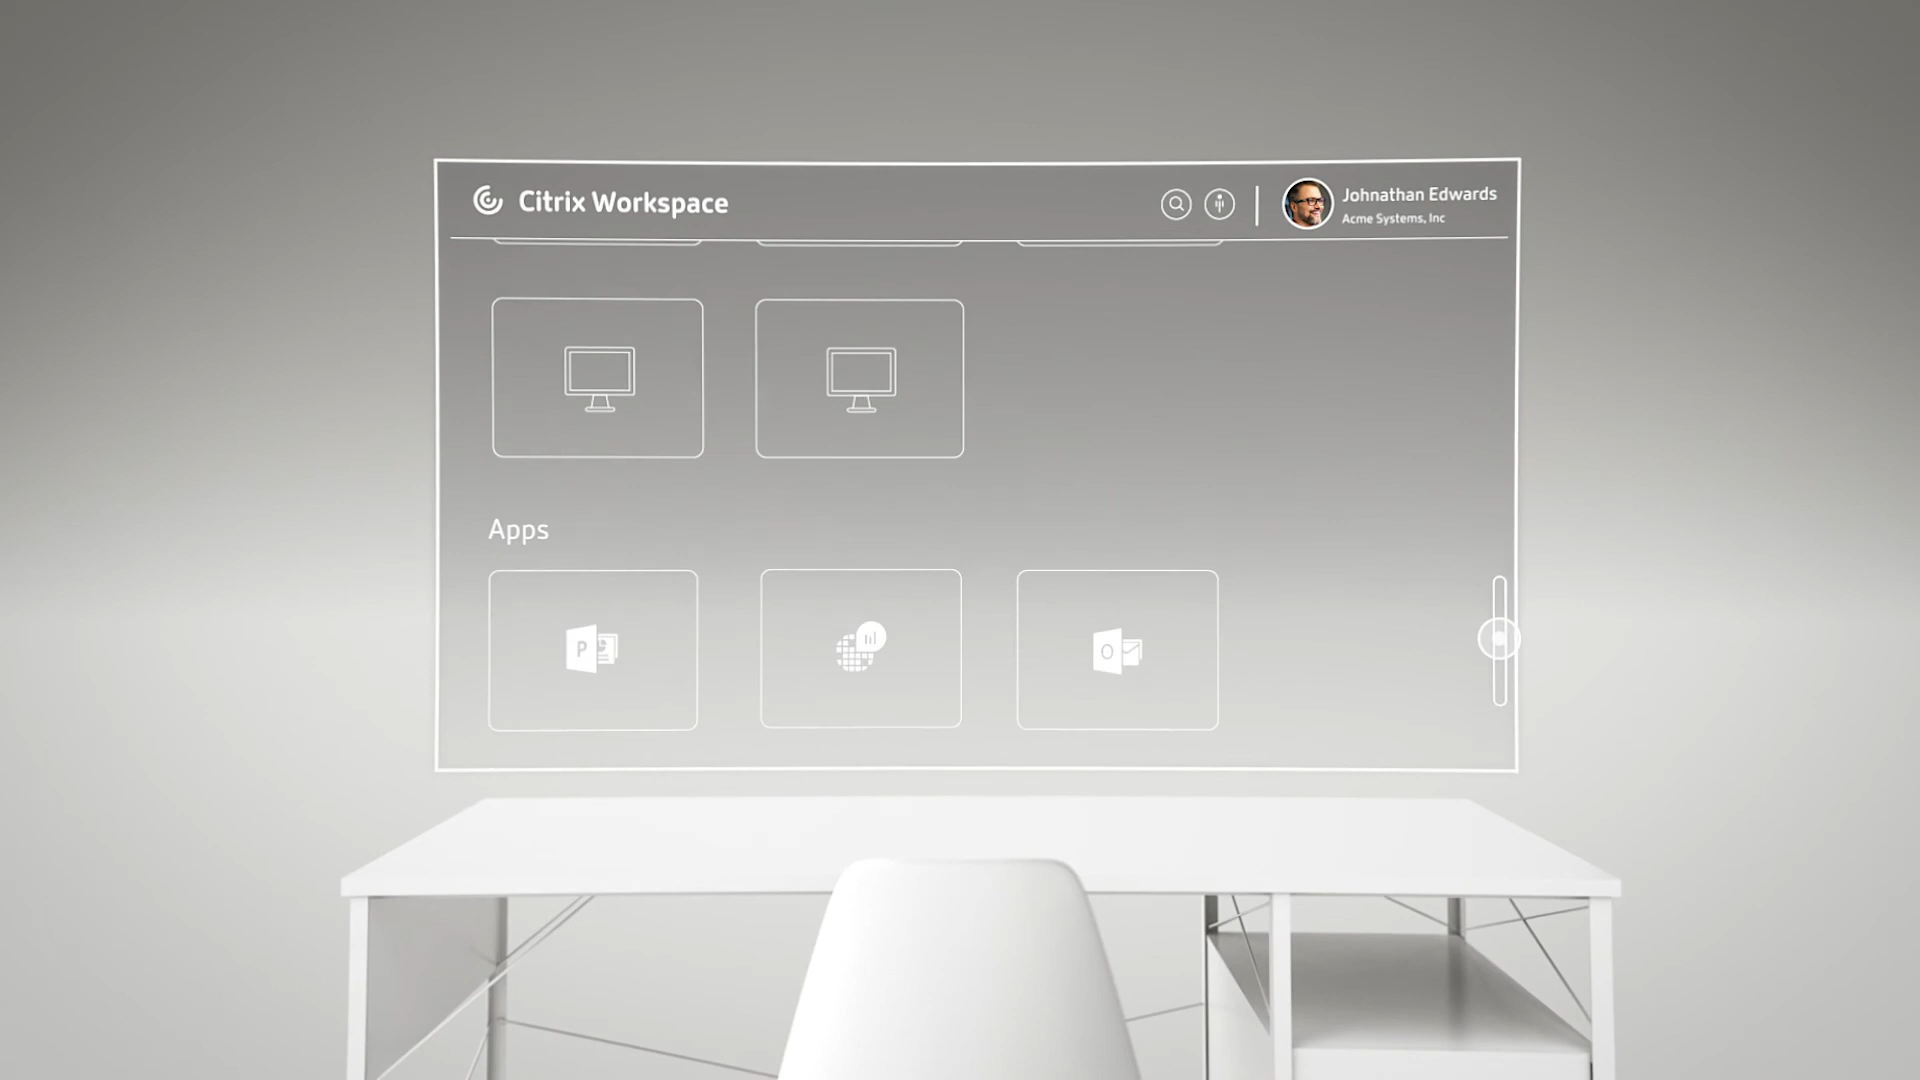 Citrix Workspace
Johnathan Edwards
Acme Systems, Inc
Apps
P
O